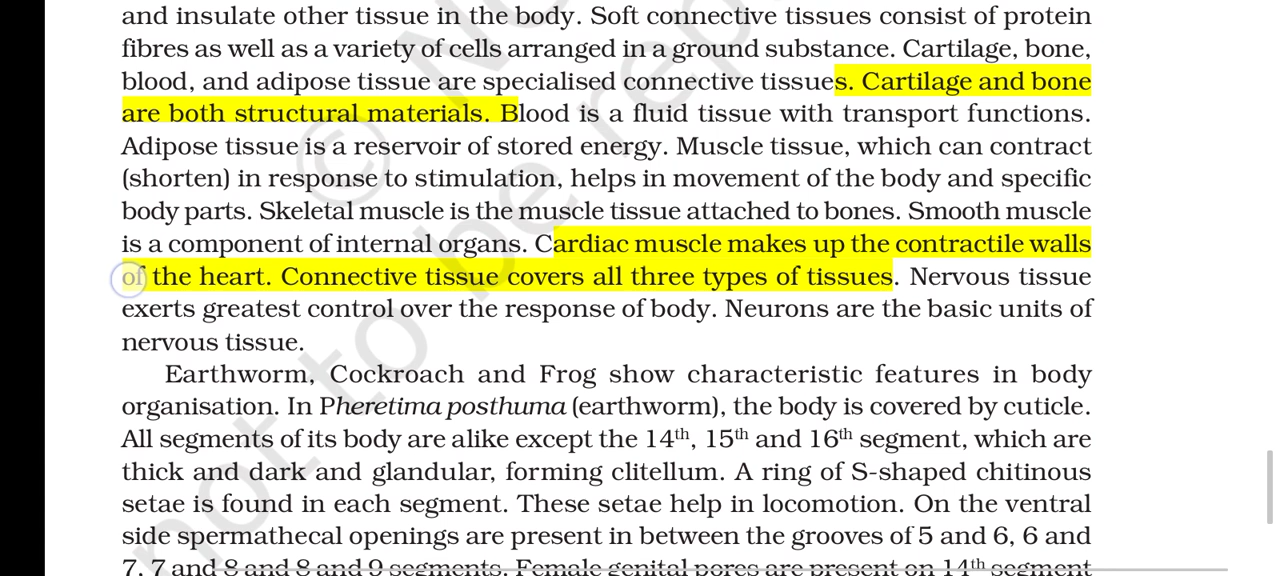 and insulate other tissue in the body. Soft connective tissues consist of protein
fibres as well as a variety of cells arranged in a ground substance. Cartilage, bone,
blood, and adipose tissue are specialised connective tissues. Cartilage and bone
are both structural materials. Blood is a fluid tissue with transport functions.
Adipose tissue is a reservoir of stored energy. Muscle tissue, which can contract
(shorten) in response to stimulation, helps in movement of the body and specific
body parts. Skeletal muscle is the muscle tissue attached to bones. Smooth muscle
is a component of internal organs. Cardiac muscle makes up the contractile walls
of the heart. Connective tissue covers all three types of tissues. Nervous tissue
exerts greatest control over the response of body. Neurons are the basic units of
nervous tissue.
Earthworm, Cockroach and Frog show characteristic features in body
organisation. In Pheretima posthuma (earthworm), the body is covered by cuticle.
All segments of its body are alike except the 14th, 15th and 16th segment, which are
thick and dark and glandular, forming clitellum. A ring of S-shaped chitinous
setae is found in each segment. These setae help in locomotion. On the ventral
side spermathecal openings are present in between the grooves of 5 and 6, 6 and
7, 7 and 8 and 8 and 9 segments. Female genital pores are present on 14th segment